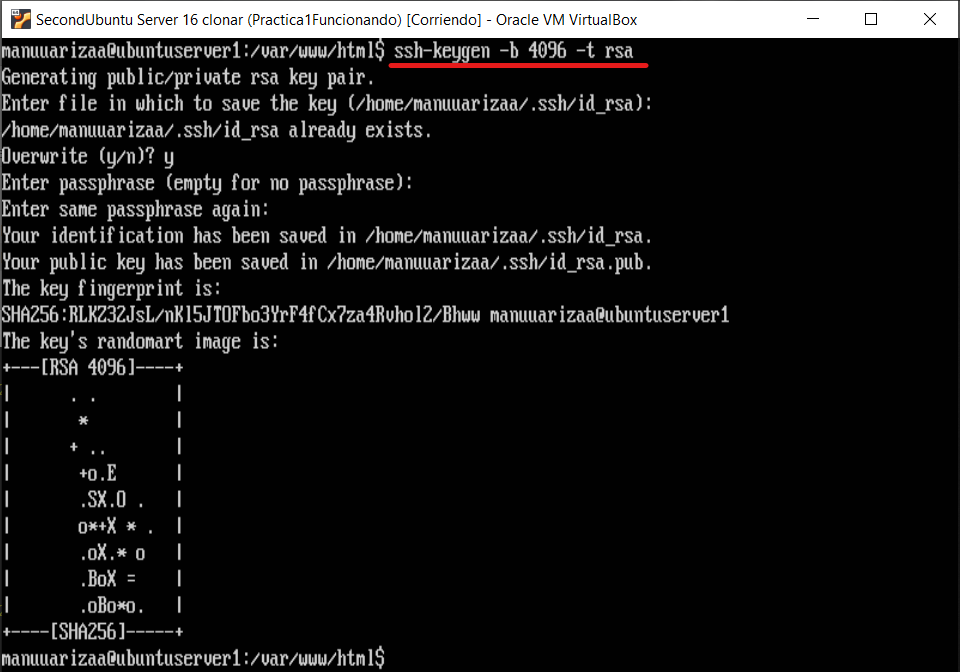 SecondUbuntu Server 16 clonar (Practica1Funcionando) [Corriendo] - Oracle VM VirtualBox
manuuarizaa@ubuntuserver1:/var/www/html$ ssh-keygen -b 4096 -t rsa
Generating public/private rsa key pair.
Enter file in which to save the key (/home/manuuarizaa/.ssh/id_rsa):
/home/manuuarizaa/.ssh/id_rsa already exists.
Overwrite (y/n)? y
Enter passphrase (empty for no passphrase):
Enter same passphrase again:
Your identification has been saved in /home/manuuarizaa/.ssh/id_rsa.
Your public key has been saved in /home/manuuarizaa/.ssh/id_rsa.pub.
The key fingerprint is:
SHA256:RLKZ32JsL/nKl5JTOFbo3YrF4fCx7za4Rvhol2/Bhww manuuarizaa@ubuntuserver1
The key's randomart image is:
+---[RSA 4096]----+
|      . .        |
|       *         |
|      + ..       |
|       +o.E      |
|       .SX.O .   |
|       o*+X * .  |
|       .oX.* o   |
|       .BoX =    |
|       .oBo*o.   |
+----[SHA256]-----+
manuuarizaa@ubuntuserver1:/var/www/html$